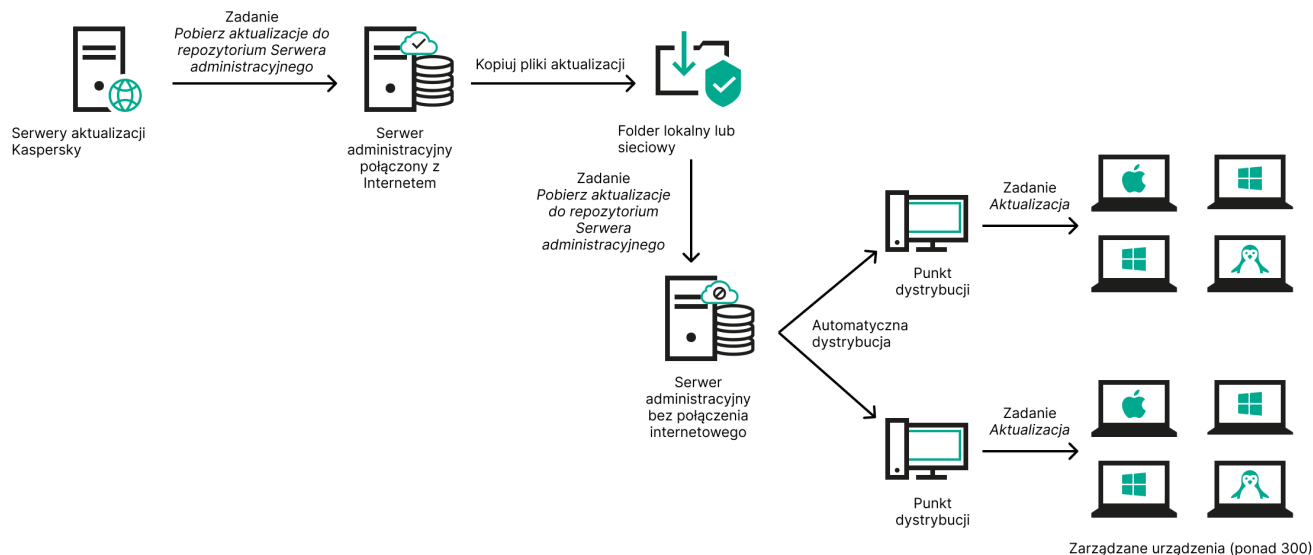 Zadanie
Pobierz aktualizacje do
repozytorium Serwera
administracyjnego
Kopiuj pliki aktualizacji
Serwery aktualizacji
Kaspersky
Serwer
administracyjny
połączony z
Internetem
Folder lokalny lub
sieciowy
Zadanie
Pobierz aktualizacje
do repozytorium
Serwera
administracyjnego
Serwer
administracyjny
bez połączenia
internetowego
Automatyczna
dystrybucja
Punkt
dystrybucji
Zadanie
Aktualizacja
Punkt
dystrybucji
Zadanie
Aktualizacja
Zarządzane urządzenia (ponad 300)